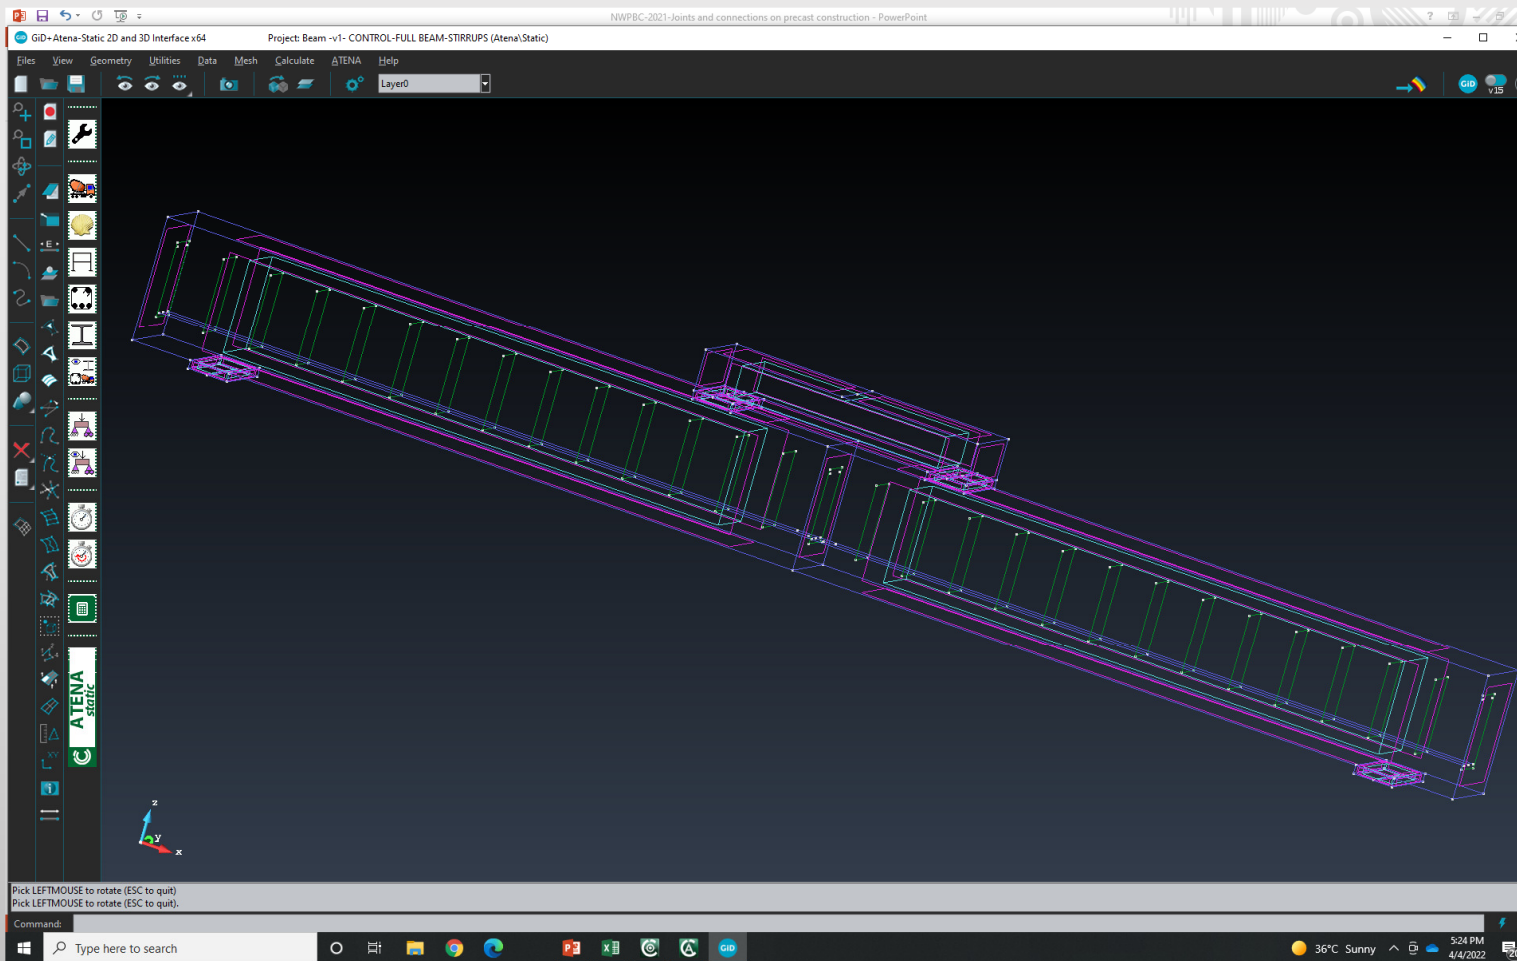 NWPBC-2021-Joints and connections on precast construction - PowerPoint
GiD+Atena-Static 2D and 3D Interface x64
Project: Beam -v1- CONTROL-FULL BEAM-STIRRUPS (Atena\Static)
Files View Geometry Utilities Data Mesh Calculate ATENA Help
Layer0
GiD
v15
E
ATENA
static
z
y
x
Pick LEFTMOUSE to rotate (ESC to quit)
Pick LEFTMOUSE to rotate (ESC to quit).
Command:
Type here to search
GiD
36°C Sunny
5:24 PM
4/4/2022